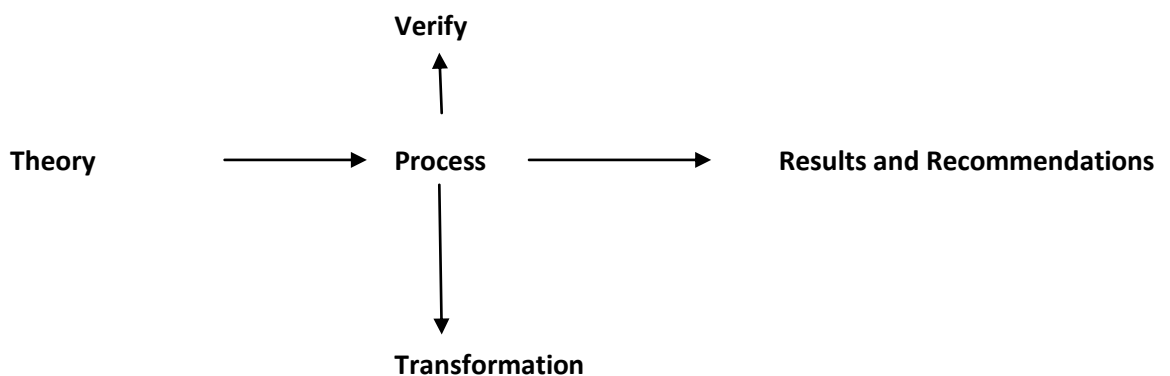 Verify
Theory Process Results and Recommendations
Transformation